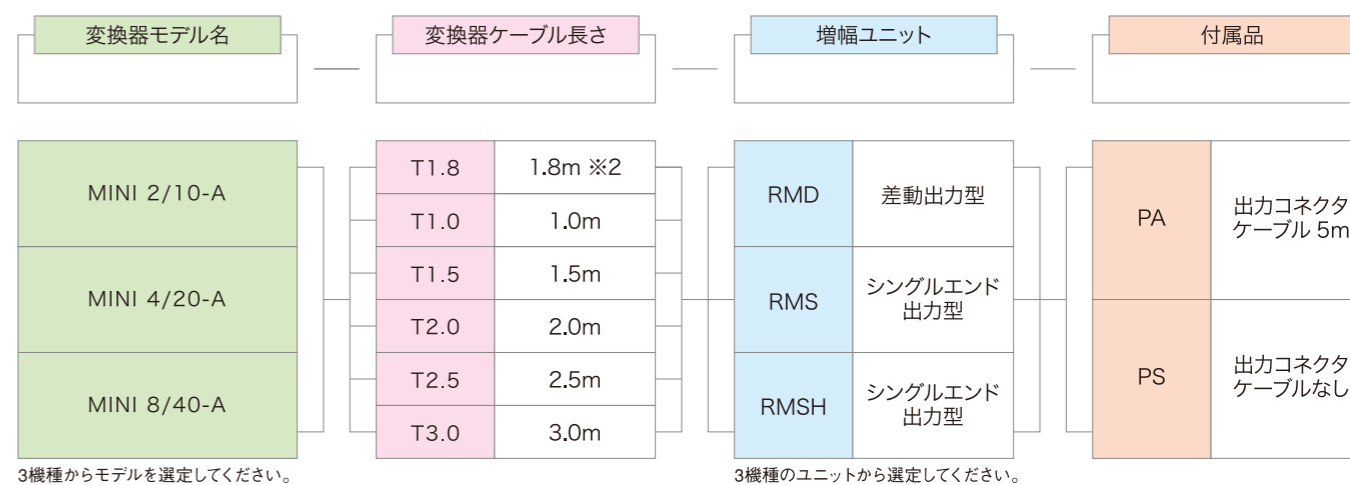 変換器モデル名
変換器ケーブル長さ
増幅ユニット
付属品
MINI 2/10-A
MINI 4/20-A
MINI 8/40-A
T1.8 1.8m ※2
T1.0 1.0m
T1.5 1.5m
T2.0 2.0m
T2.5 2.5m
T3.0 3.0m
RMD 差動出力型
RMS シングルエンド
出力型
RMSH シングルエンド
出力型
PA 出力コネクタ
ケーブル 5m
PS 出力コネクタ
ケーブルなし
3機種からモデルを選定してください。
3機種のユニットから選定してください。